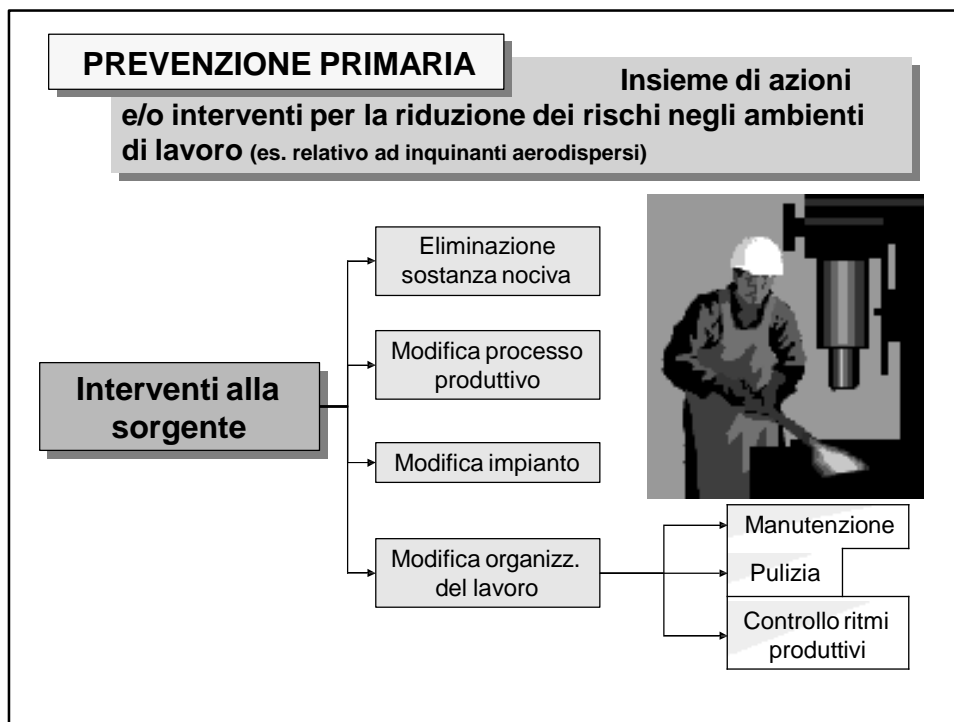 PREVENZIONE PRIMARIA
Insieme di azioni
e/o interventi per la riduzione dei rischi negli ambienti
di lavoro (es. relativo ad inquinanti aerodispersi)
Interventi alla
sorgente
Eliminazione
sostanza nociva
Modifica processo
produttivo
Modifica impianto
Modifica organizz.
del lavoro
Manutenzione
Pulizia
Controllo ritmi
produttivi